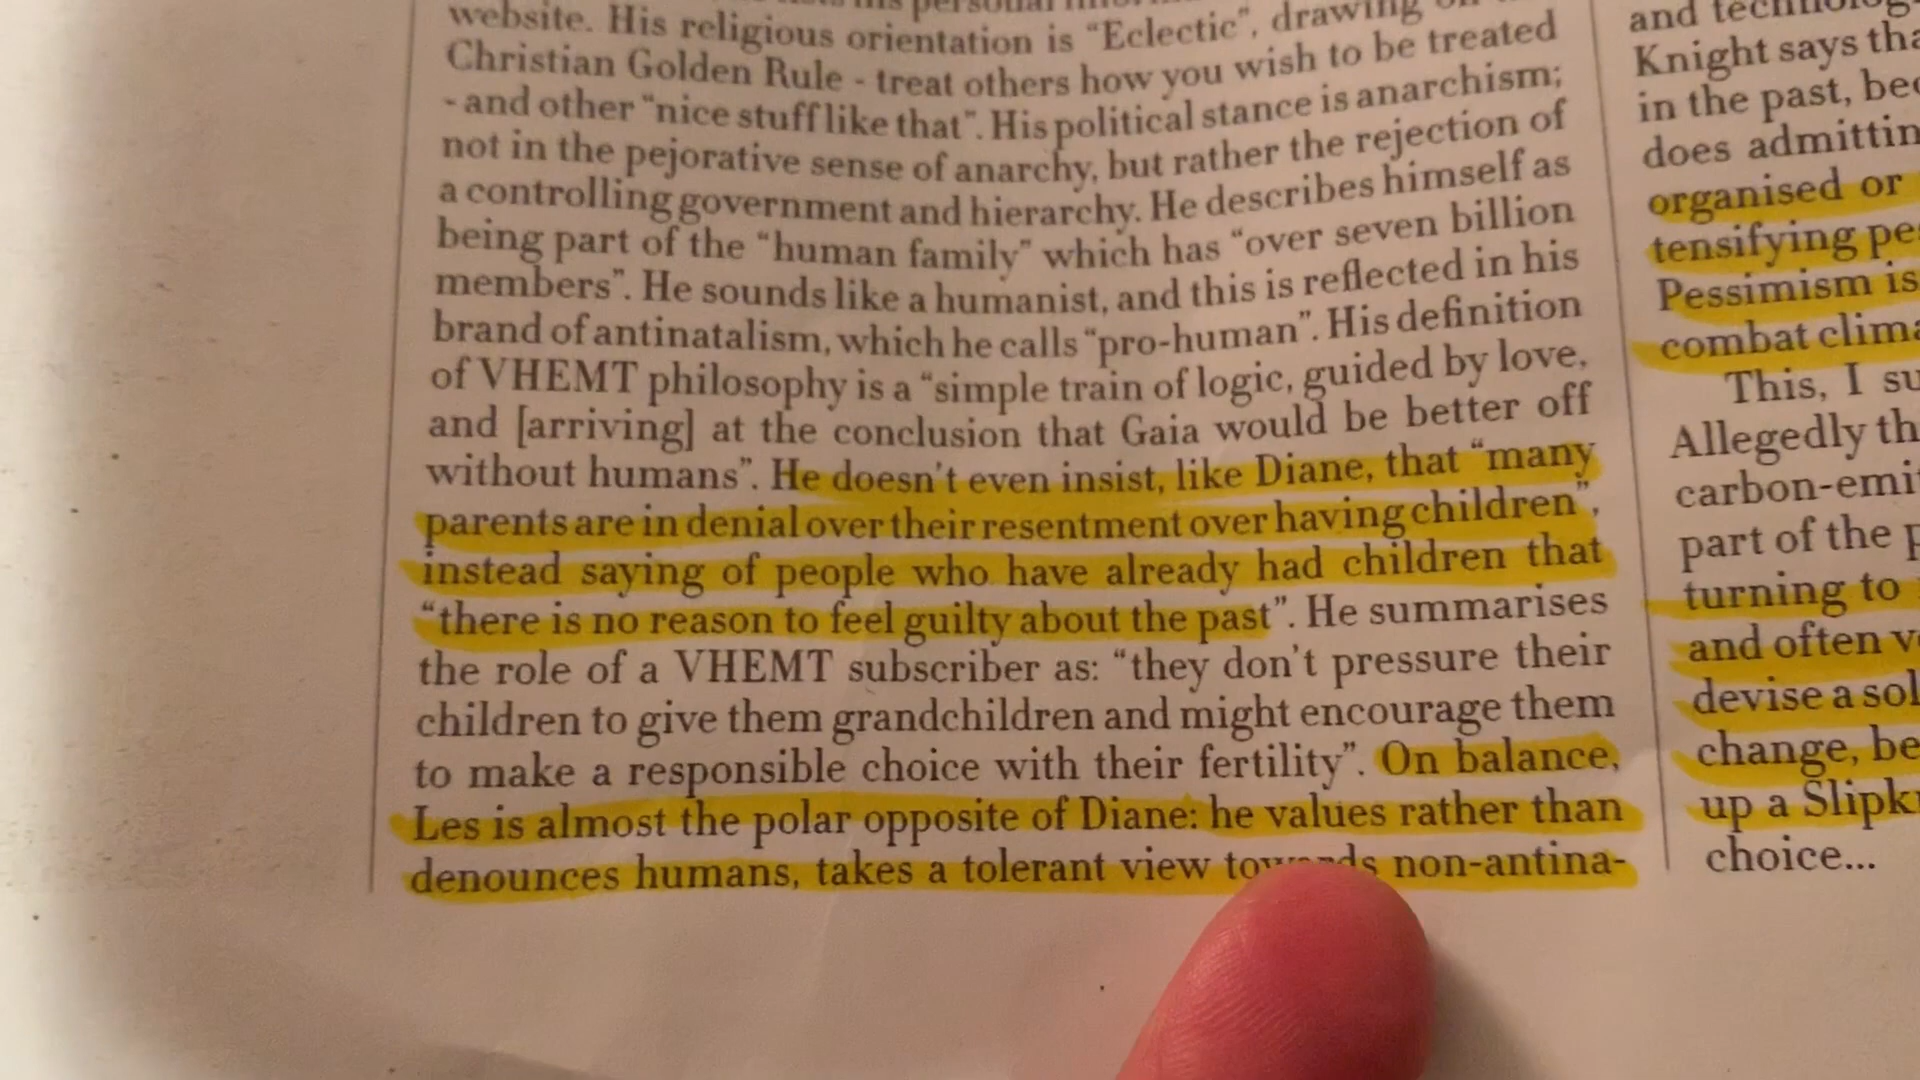 website. His religious orientation is “Eclectic”, drawing
Christian Golden Rule - treat others how you wish to be treated
- and other “nice stuff like that”. His political stance is anarchism;
not in the pejorative sense of anarchy, but rather the rejection of
a controlling government and hierarchy. He describes himself as
being part of the “human family” which has “over seven billion
members”. He sounds like a humanist, and this is reflected in his
brand of antinatalism, which he calls “pro-human”. His definition
of VHEMT philosophy is a “simple train of logic, guided by love,
and [arriving] at the conclusion that Gaia would be better off
without humans”. He doesn’t even insist, like Diane, that “many
parents are in denial over their resentment over having children”,
instead saying of people who have already had children that
“there is no reason to feel guilty about the past”. He summarises
the role of a VHEMT subscriber as: “they don’t pressure their
children to give them grandchildren and might encourage them
to make a responsible choice with their fertility”. On balance,
Les is almost the polar opposite of Diane: he values rather than
denounces humans, takes a tolerant view towards non-antina-
and
Knight says
in the past,
does
organised or
tensifying
Pessimism is
combat
This, I
Allegedly
part of the
turning to
and often
devise a
change,
up a
choice...